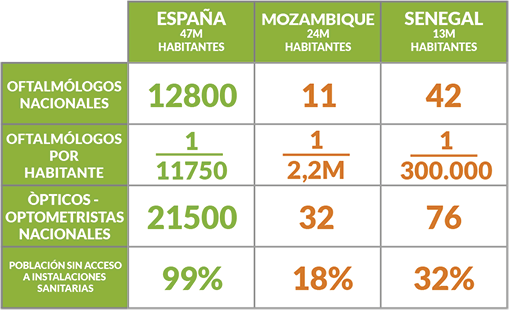 ESPAÑA
47M
HABITANTES
MOZAMBIQUE
24M
HABITANTES
SENEGAL
13M
HABITANTES
OFTALMÓLOGOS
NACIONALES
12800
11
42
OFTALMÓLOGOS
POR
HABITANTE
1
11750
1
2,2M
1
300.000
ÒPTICOS -
OPTOMETRISTAS
NACIONALES
21500
32
76
POBLACIÓN SIN ACCESO
A INSTALACIONES
SANITARIAS
99%
18%
32%